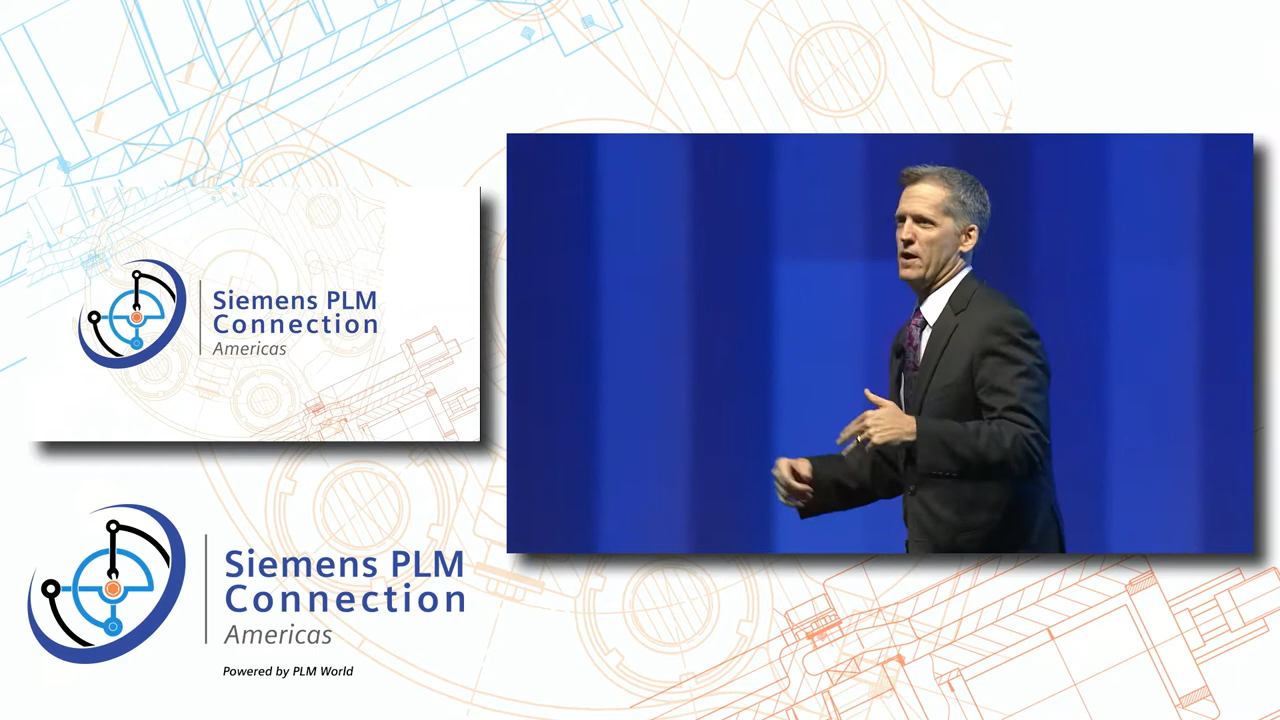 Siemens PLM
Connection
Americas
Siemens PLM
Connection
Americas
Powered by PLM World